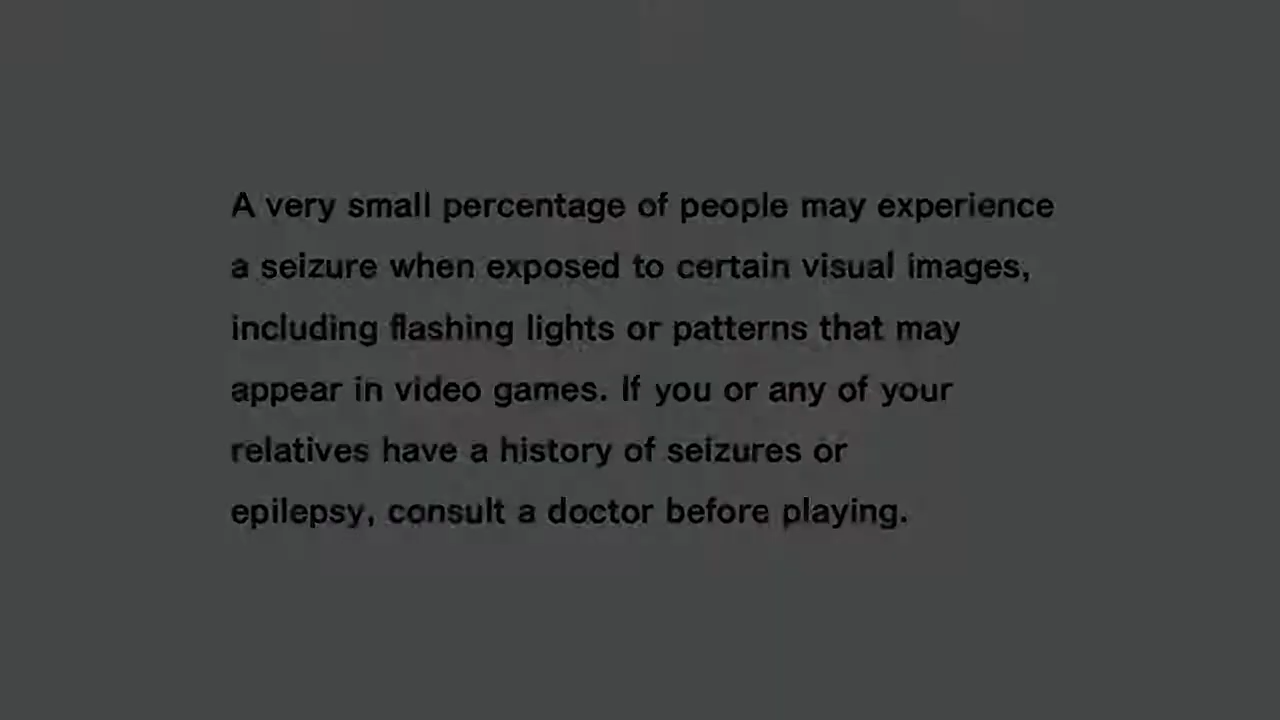 A very small percentage of people may experience
a seizure when exposed to certain visual images,
including flashing lights or patterns that may
appear in video games. If you or any of your
relatives have a history of seizures or
epilepsy, consult a doctor before playing.